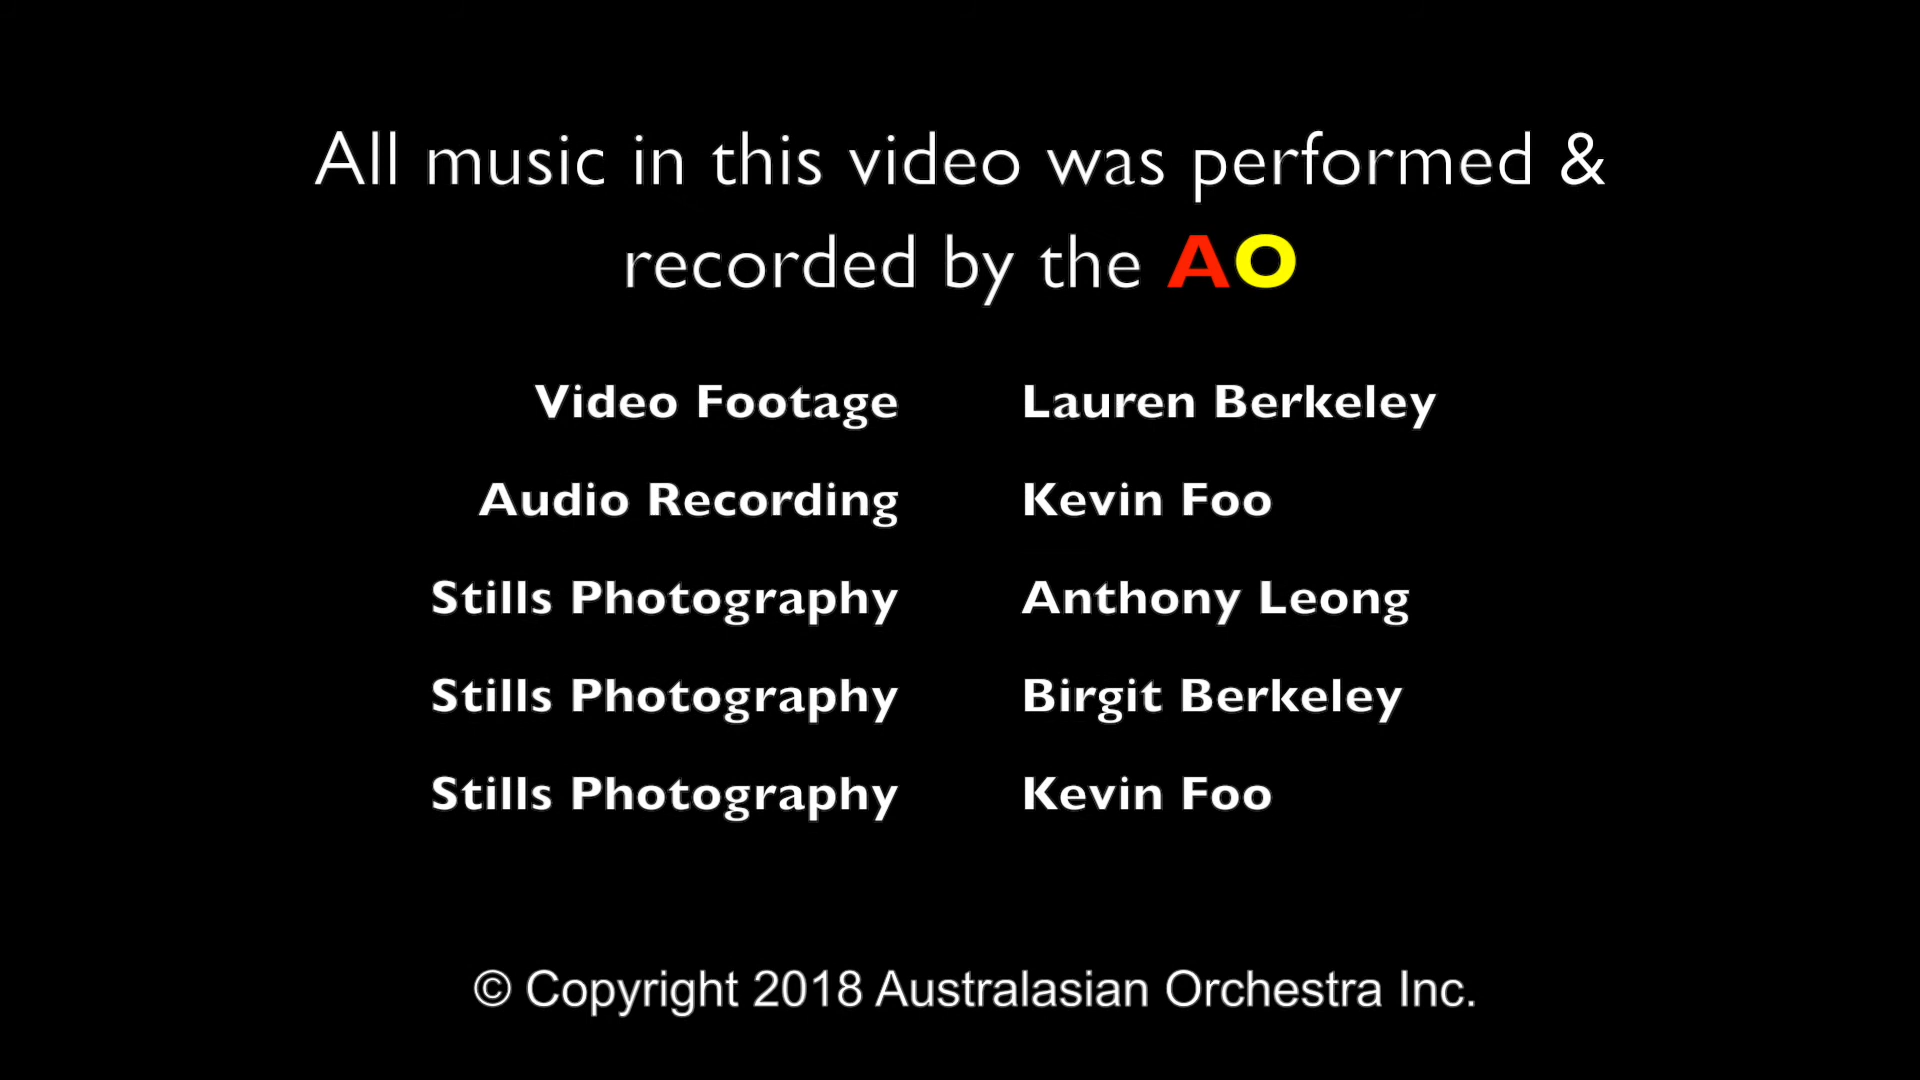 All music in this video was performed &
recorded by the AO
Video Footage Lauren Berkeley
Audio Recording Kevin Foo
Stills Photography Anthony Leong
Stills Photography Birgit Berkeley
Stills Photography Kevin Foo
© Copyright 2018 Australasian Orchestra Inc.